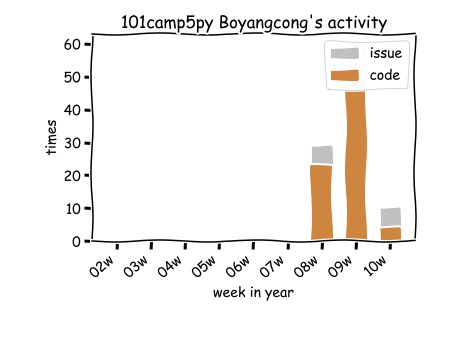 101camp5py Boyangcong's activity
issue
code
60
50
40
30
20
10
0
times
02w 03w 04w 05w 06w 07w 08w 09w 10w
week in year